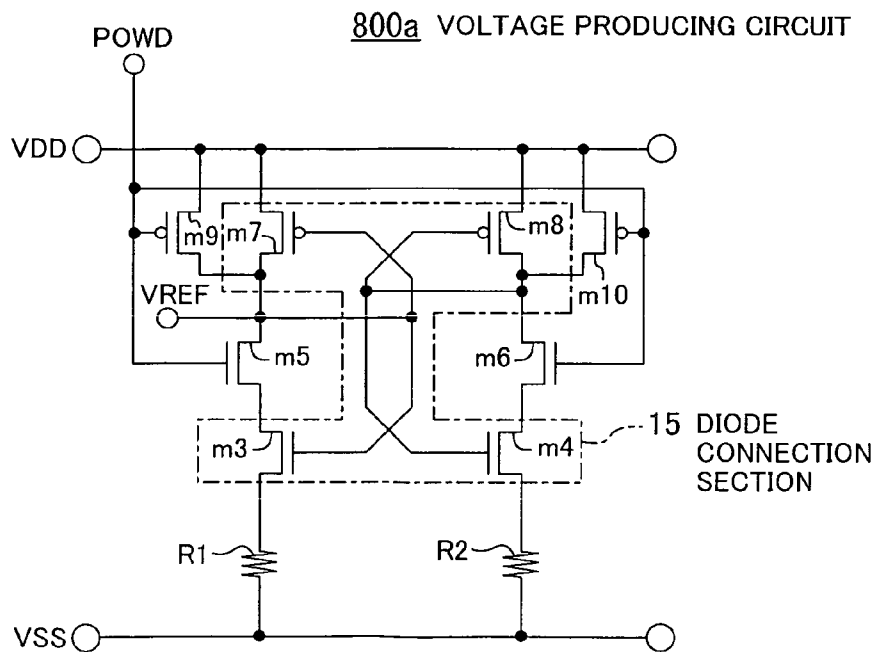 800a VOLTAGE PRODUCING CIRCUIT
POWD
VDD
m9
m7
m8
m10
VREF
m5
m6
m3
m4
15 DIODE
CONNECTION
SECTION
R1
R2
VSS